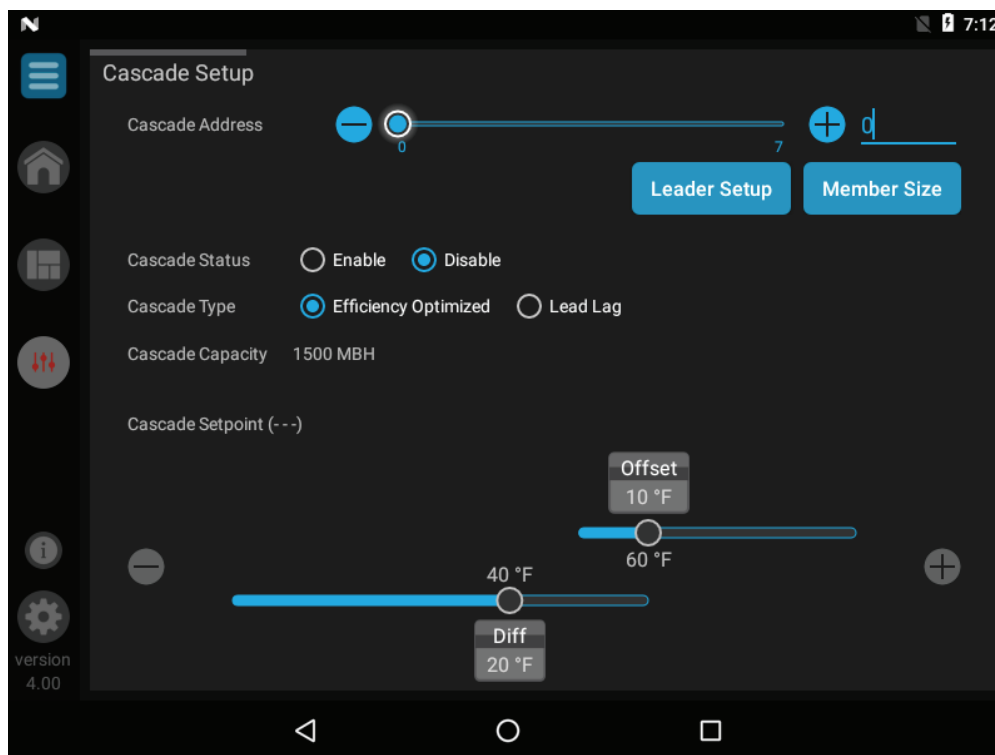 7:12
Cascade Setup
Cascade Address
0
7
0
Leader Setup
Member Size
Cascade Status Enable Disable
Cascade Type Efficiency Optimized Lead Lag
Cascade Capacity 1500 MBH
Cascade Setpoint (---)
Offset
10 °F
60 °F
40 °F
Diff
20 °F
version
4.00